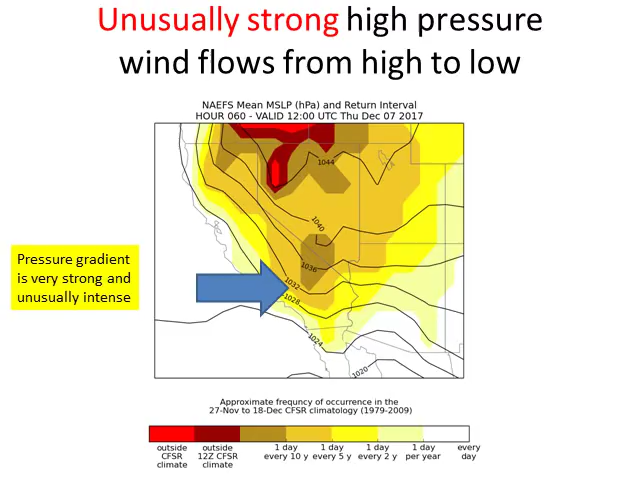 Unusually strong high pressure
wind flows from high to low
NAEFS Mean MSLP (hPa) and Return Interval
HOUR 060 - VALID 12:00 UTC Thu Dec 07 2017
1044
1040
Pressure gradient
is very strong and
unusually intense
1036
1032
1028
1024
1020
Approximate frequncy of occurrence in the
27-Nov to 18-Dec CFSR climatology (1979-2009)
outside CFSR climate
outside 12Z CFSR climate
1 day every 10 y
1 day every 5 y
1 day every 2 y
1 day per year
every day